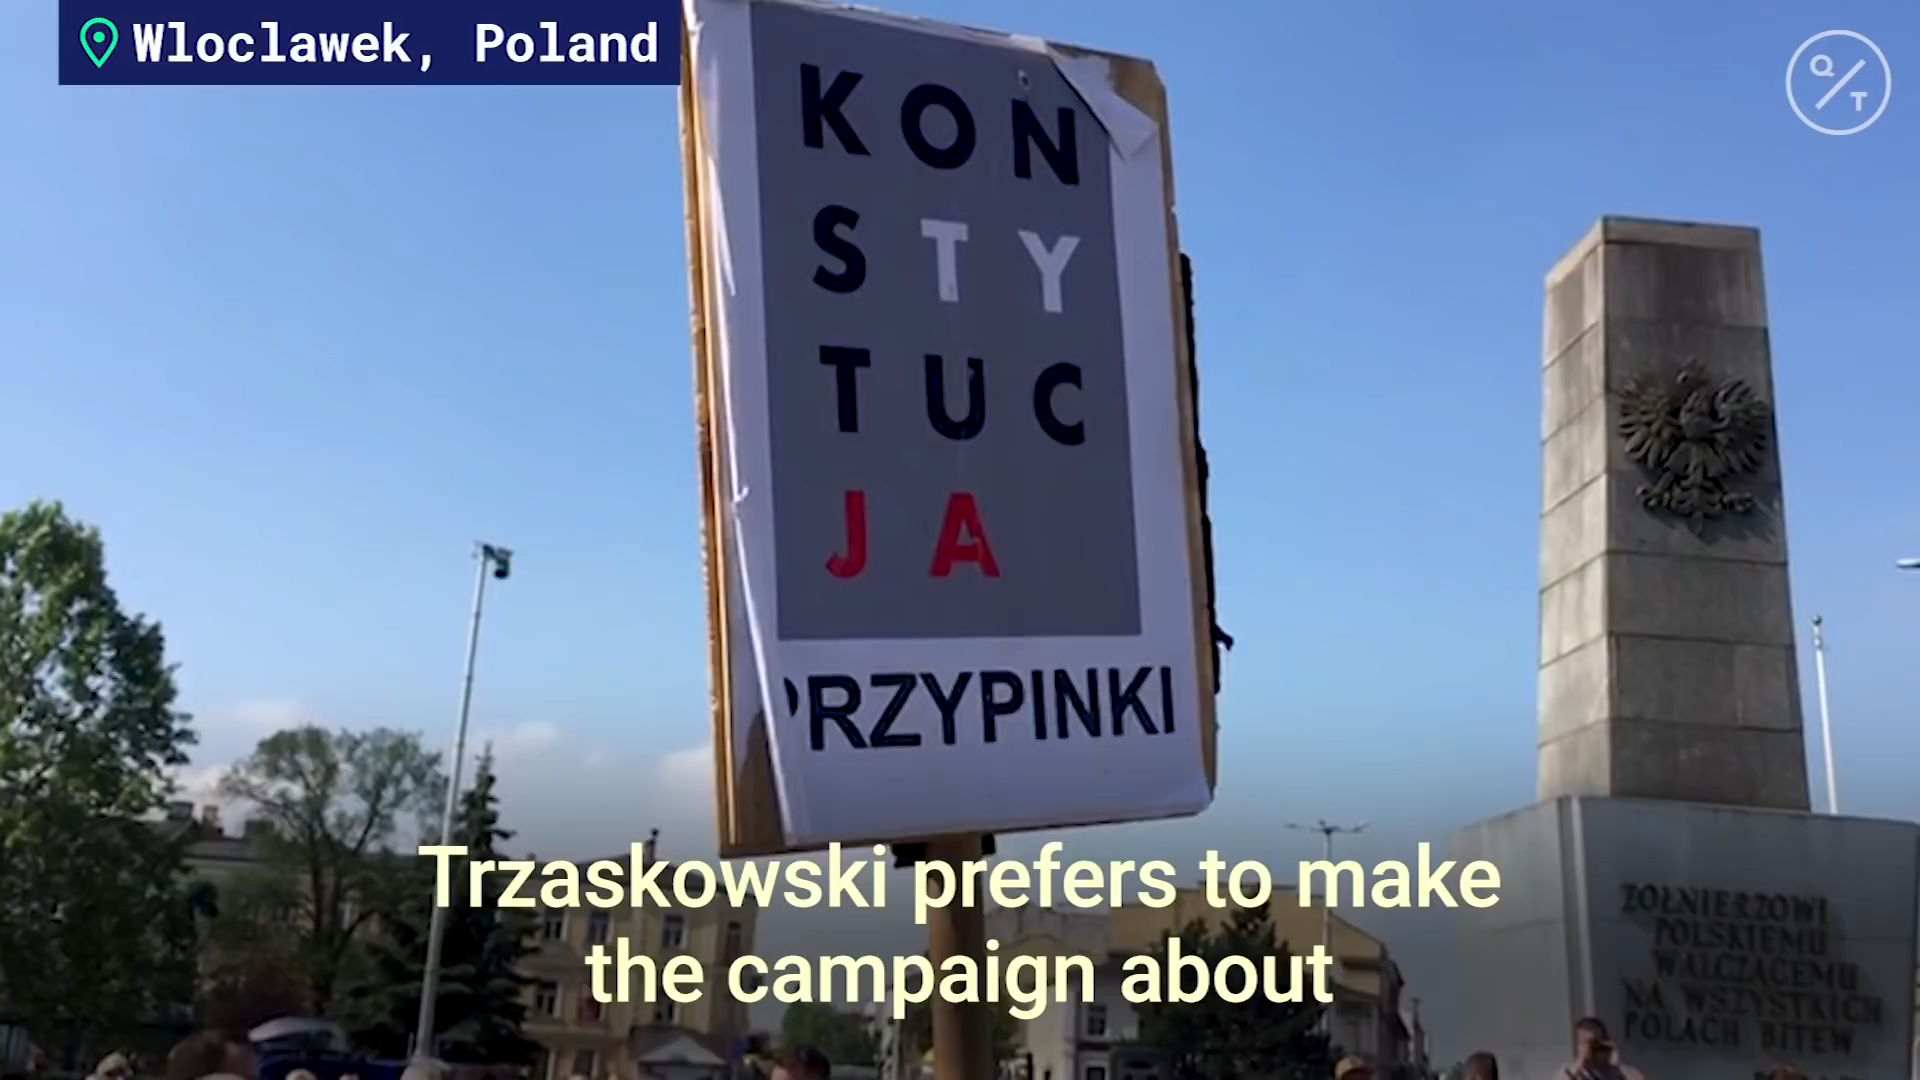 Wloclawek, Poland
Q/T
KON
STY
TUC
JA
PRZYPINKI
Trzaskowski prefers to make
the campaign about
ŻOŁNIERZOWI
POLSKIEMU
WALCZĄCEMU
NA WSZYSTKICH
POLACH BITEW